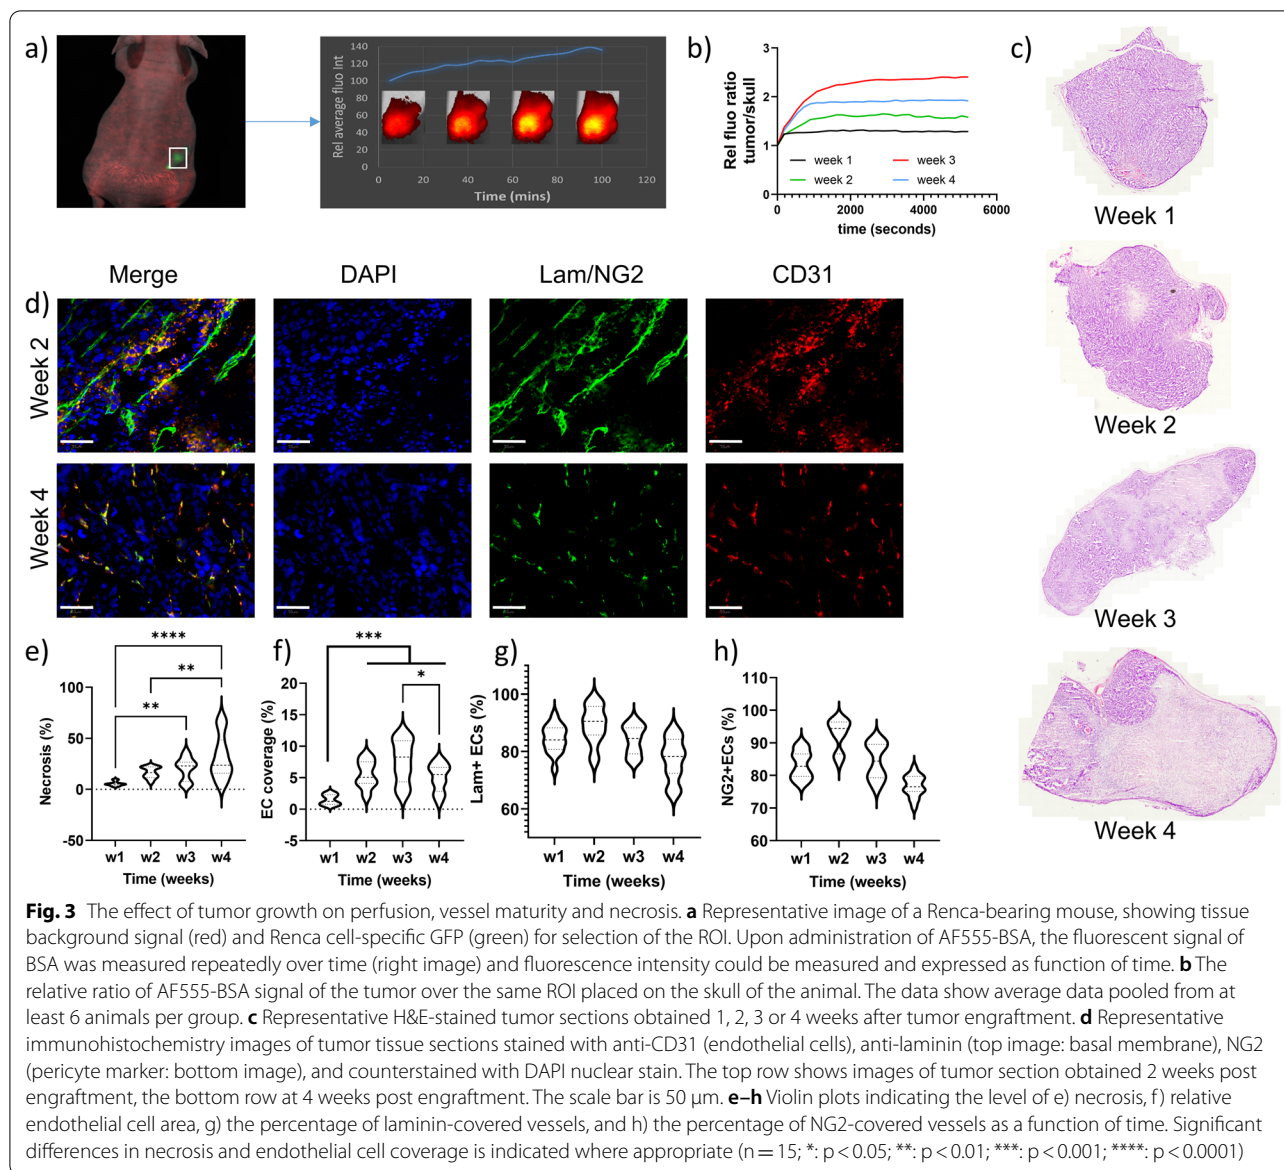 a)
Rel average fluo Int
140
120
100
80
60
40
20
0
0 20 40 60 80 100 120
Time (mins)
b)
Rel fluo ratio
tumor/skull
3
2
1
0
week 1 week 3
week 2 week 4
0 2000 4000 6000
time (seconds)
c)
Week 1
Week 2
Week 3
Week 4
Merge DAPI Lam/NG2 CD31
d)
Week 2
Week 4
e)
****
**
**
Necrosis (%)
100
50
0
-50
w1 w2 w3 w4
Time (weeks)
f)
***
*
EC coverage (%)
20
15
10
5
0
-5
w1 w2 w3 w4
Time (weeks)
g)
Lam+ ECs (%)
100
80
60
w1 w2 w3 w4
Time (weeks)
h)
NG2+ECs (%)
110
100
90
80
70
60
w1 w2 w3 w4
Time (weeks)
Fig. 3 The effect of tumor growth on perfusion, vessel maturity and necrosis. a Representative image of a Renca-bearing mouse, showing tissue
background signal (red) and Renca cell-specific GFP (green) for selection of the ROI. Upon administration of AF555-BSA, the fluorescent signal of
BSA was measured repeatedly over time (right image) and fluorescence intensity could be measured and expressed as function of time. b The
relative ratio of AF555-BSA signal of the tumor over the same ROI placed on the skull of the animal. The data show average data pooled from at
least 6 animals per group. c Representative H&E-stained tumor sections obtained 1, 2, 3 or 4 weeks after tumor engraftment. d Representative
immunohistochemistry images of tumor tissue sections stained with anti-CD31 (endothelial cells), anti-laminin (top image: basal membrane), NG2
(pericyte marker: bottom image), and counterstained with DAPI nuclear stain. The top row shows images of tumor section obtained 2 weeks post
engraftment, the bottom row at 4 weeks post engraftment. The scale bar is 50 μm. e–h Violin plots indicating the level of e) necrosis, f) relative
endothelial cell area, g) the percentage of laminin-covered vessels, and h) the percentage of NG2-covered vessels as a function of time. Significant
differences in necrosis and endothelial cell coverage is indicated where appropriate (n = 15; *: p < 0.05; **: p < 0.01; ***: p < 0.001; ****: p < 0.0001)